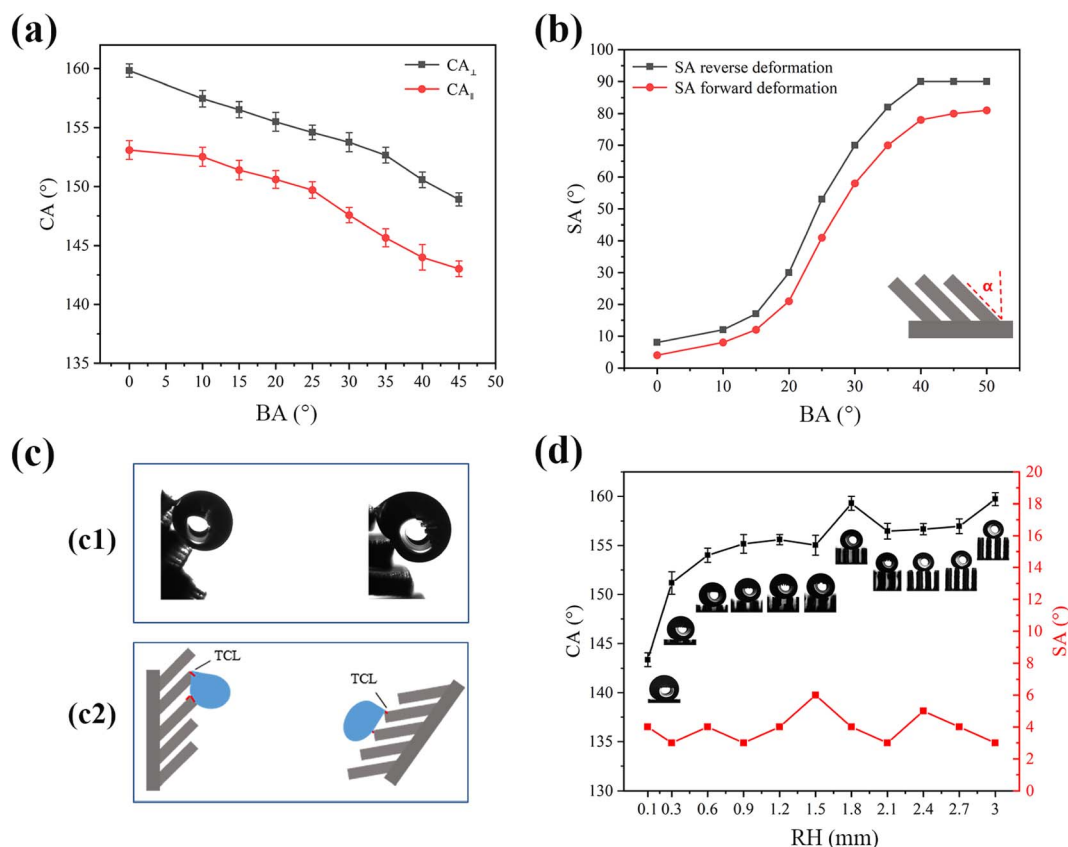 (a)
CA⊥
CA∥
160
155
150
145
140
135
CA (°)
0 5 10 15 20 25 30 35 40 45 50
BA (°)
(b)
SA reverse deformation
SA forward deformation
100
90
80
70
60
50
40
30
20
10
0
SA (°)
α
0 10 20 30 40 50
BA (°)
(c)
(c1)
(c2)
TCL
TCL
(d)
160
155
150
145
140
135
130
CA (°)
20
18
16
14
12
10
8
6
4
2
0
SA (°)
0.1 0.3 0.6 0.9 1.2 1.5 1.8 2.1 2.4 2.7 3
RH (mm)